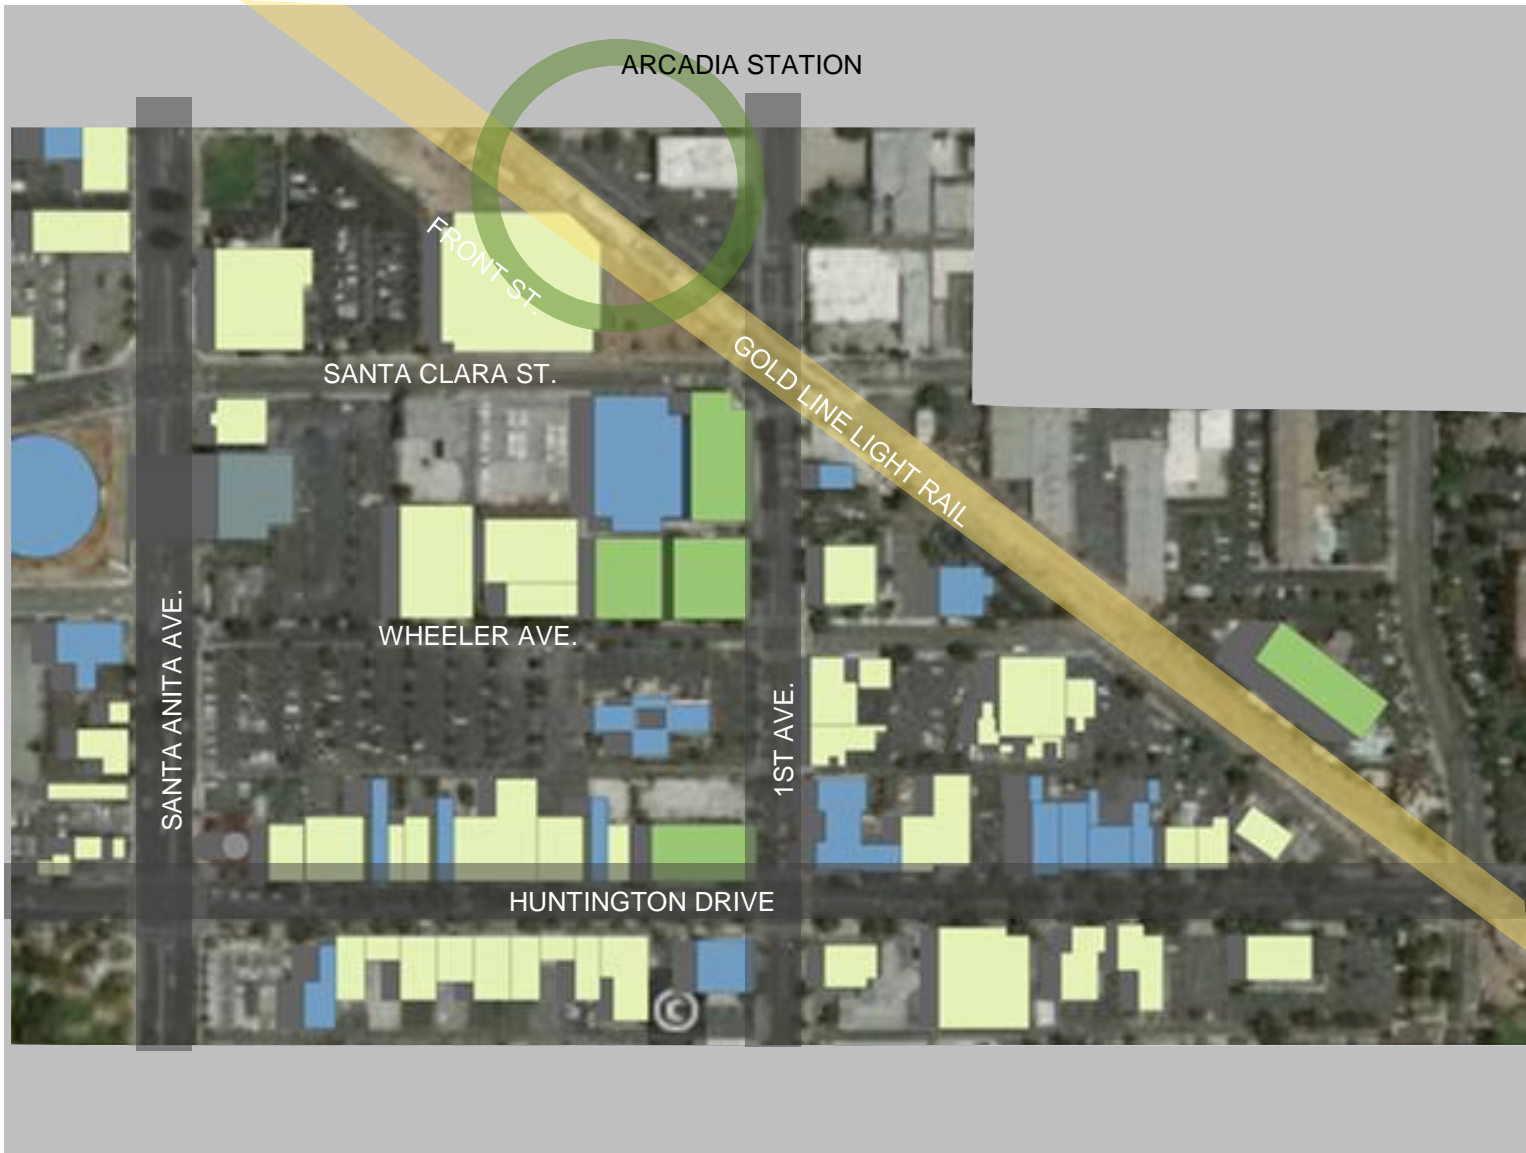 ARCADIA STATION
FRONT ST.
SANTA CLARA ST.
GOLD LINE LIGHT RAIL
WHEELER AVE.
SANTA ANITA AVE.
1ST AVE.
HUNTINGTON DRIVE
©